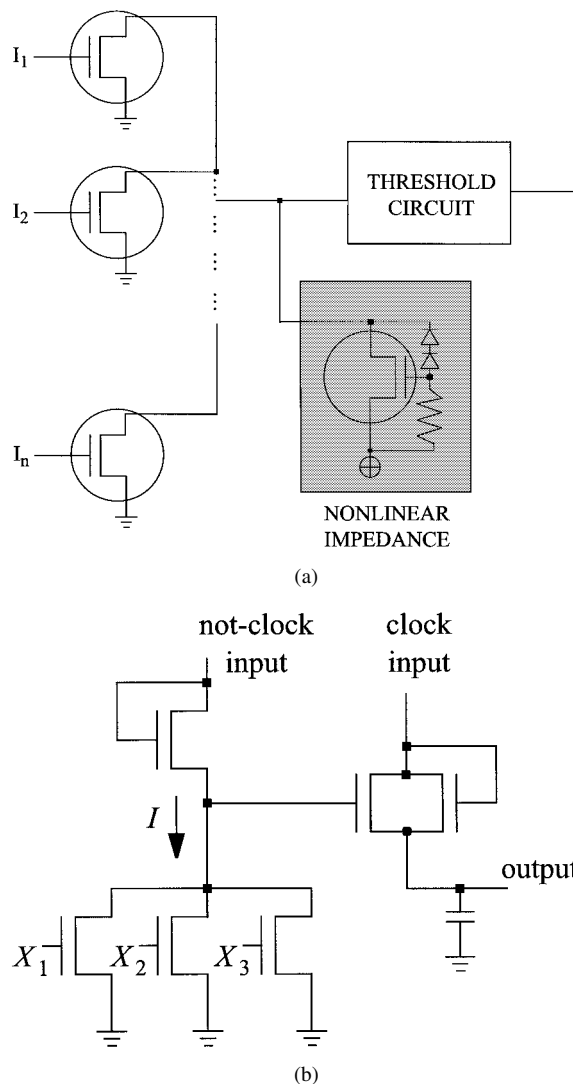 I1
I2
THRESHOLD
CIRCUIT
In
NONLINEAR
IMPEDANCE
(a)
not-clock
input
clock
input
I
output
X1
X2
X3
(b)